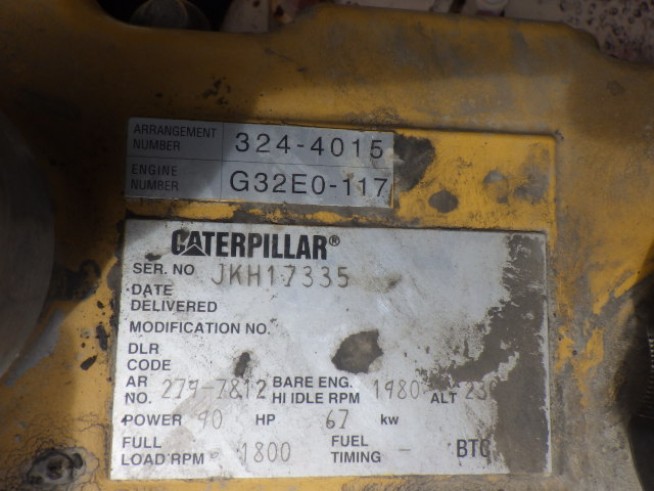 ARRANGEMENT NUMBER 324-4015
ENGINE NUMBER G32E0-117
CATERPILLAR®
SER. NO JKH17335
DATE DELIVERED
MODIFICATION NO.
DLR CODE
AR NO. 279-7812 BARE ENG. HI IDLE RPM 1980 ALT
POWER 90 HP 67 kw
FULL LOAD RPM 1800 FUEL TIMING - BTC